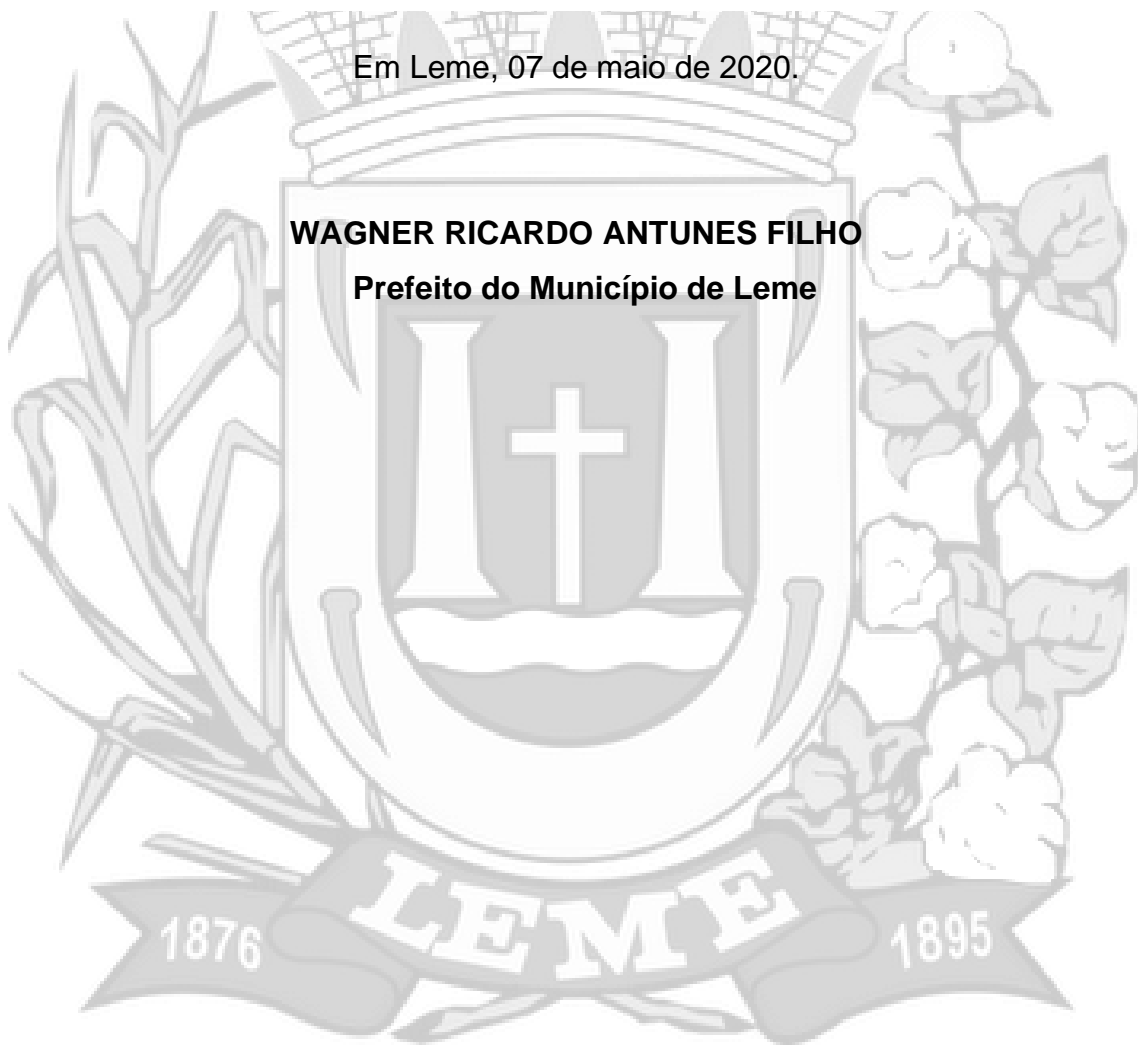 Em Leme, 07 de maio de 2020.
WAGNER RICARDO ANTUNES FILHO
Prefeito do Município de Leme
1876
LEME
1895